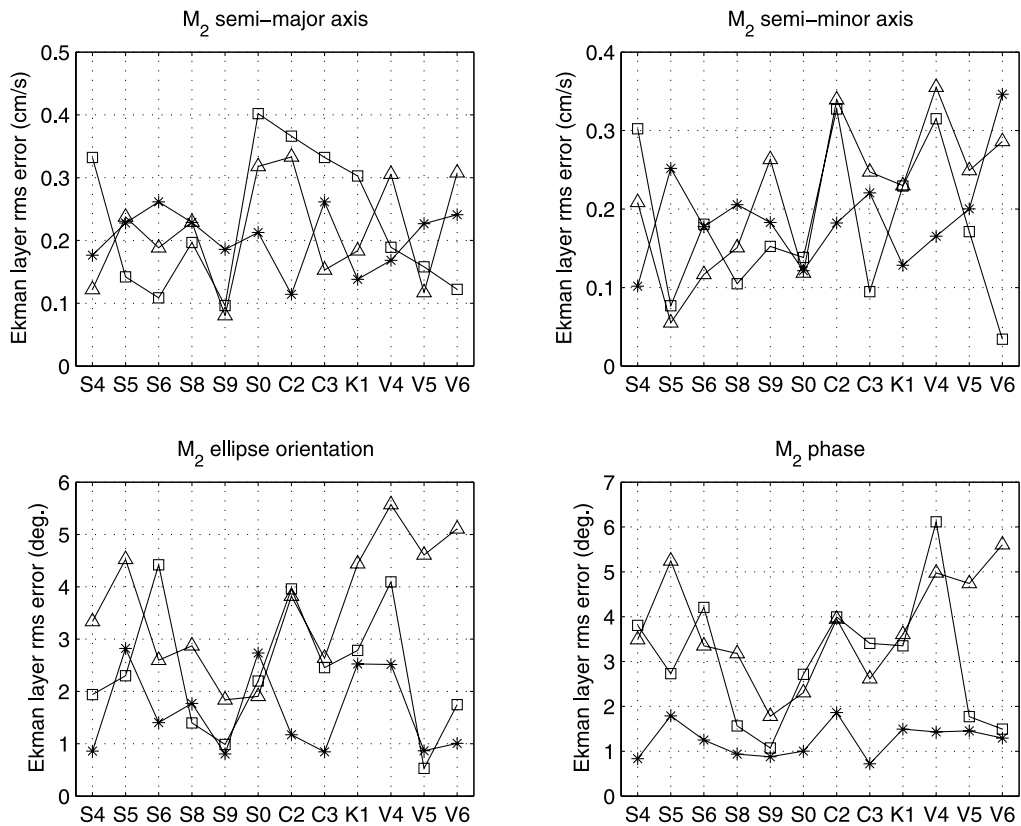 M2 semi−major axis
0.5
0.4
0.3
0.2
0.1
0
Ekman layer rms error (cm/s)
S4 S5 S6 S8 S9 S0 C2 C3 K1 V4 V5 V6
M2 semi−minor axis
0.4
0.3
0.2
0.1
0
Ekman layer rms error (cm/s)
S4 S5 S6 S8 S9 S0 C2 C3 K1 V4 V5 V6
M2 ellipse orientation
6
5
4
3
2
1
0
Ekman layer rms error (deg.)
S4 S5 S6 S8 S9 S0 C2 C3 K1 V4 V5 V6
M2 phase
7
6
5
4
3
2
1
0
Ekman layer rms error (deg.)
S4 S5 S6 S8 S9 S0 C2 C3 K1 V4 V5 V6